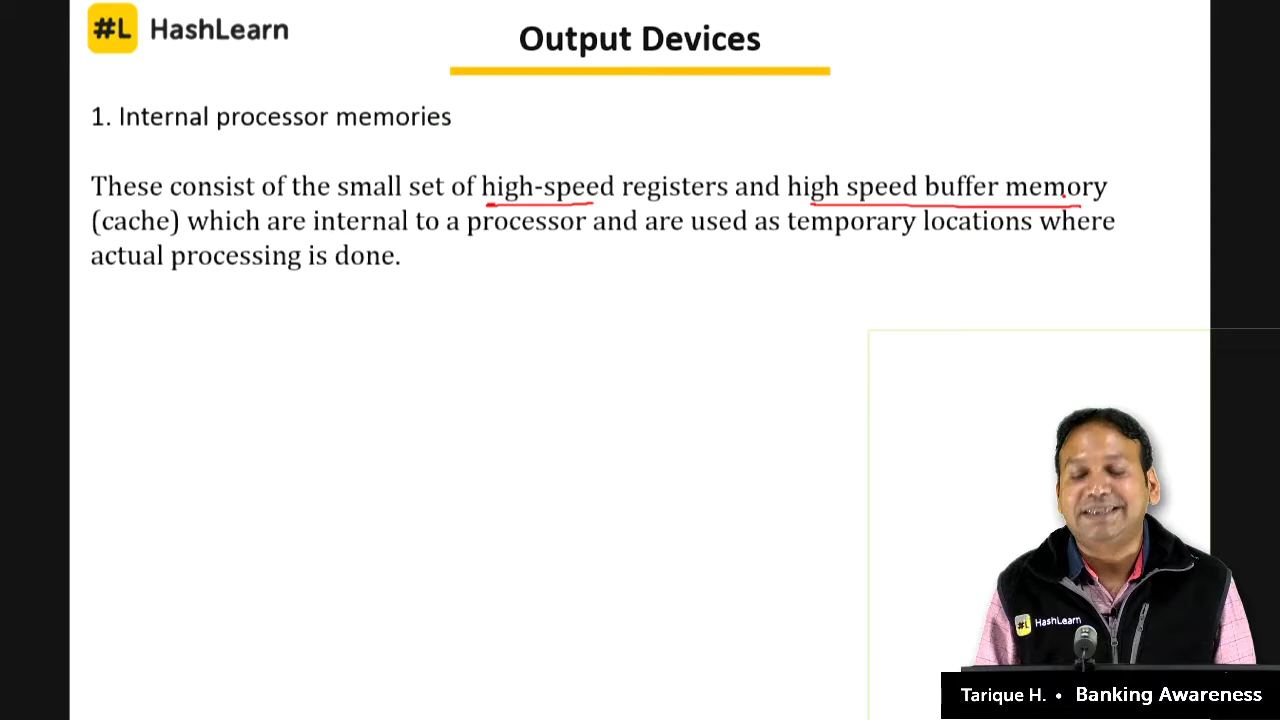 #L HashLearn
Output Devices
1. Internal processor memories
These consist of the small set of high-speed registers and high speed buffer memory
(cache) which are internal to a processor and are used as temporary locations where
actual processing is done.
#L HashLearn
Tarique H. • Banking Awareness